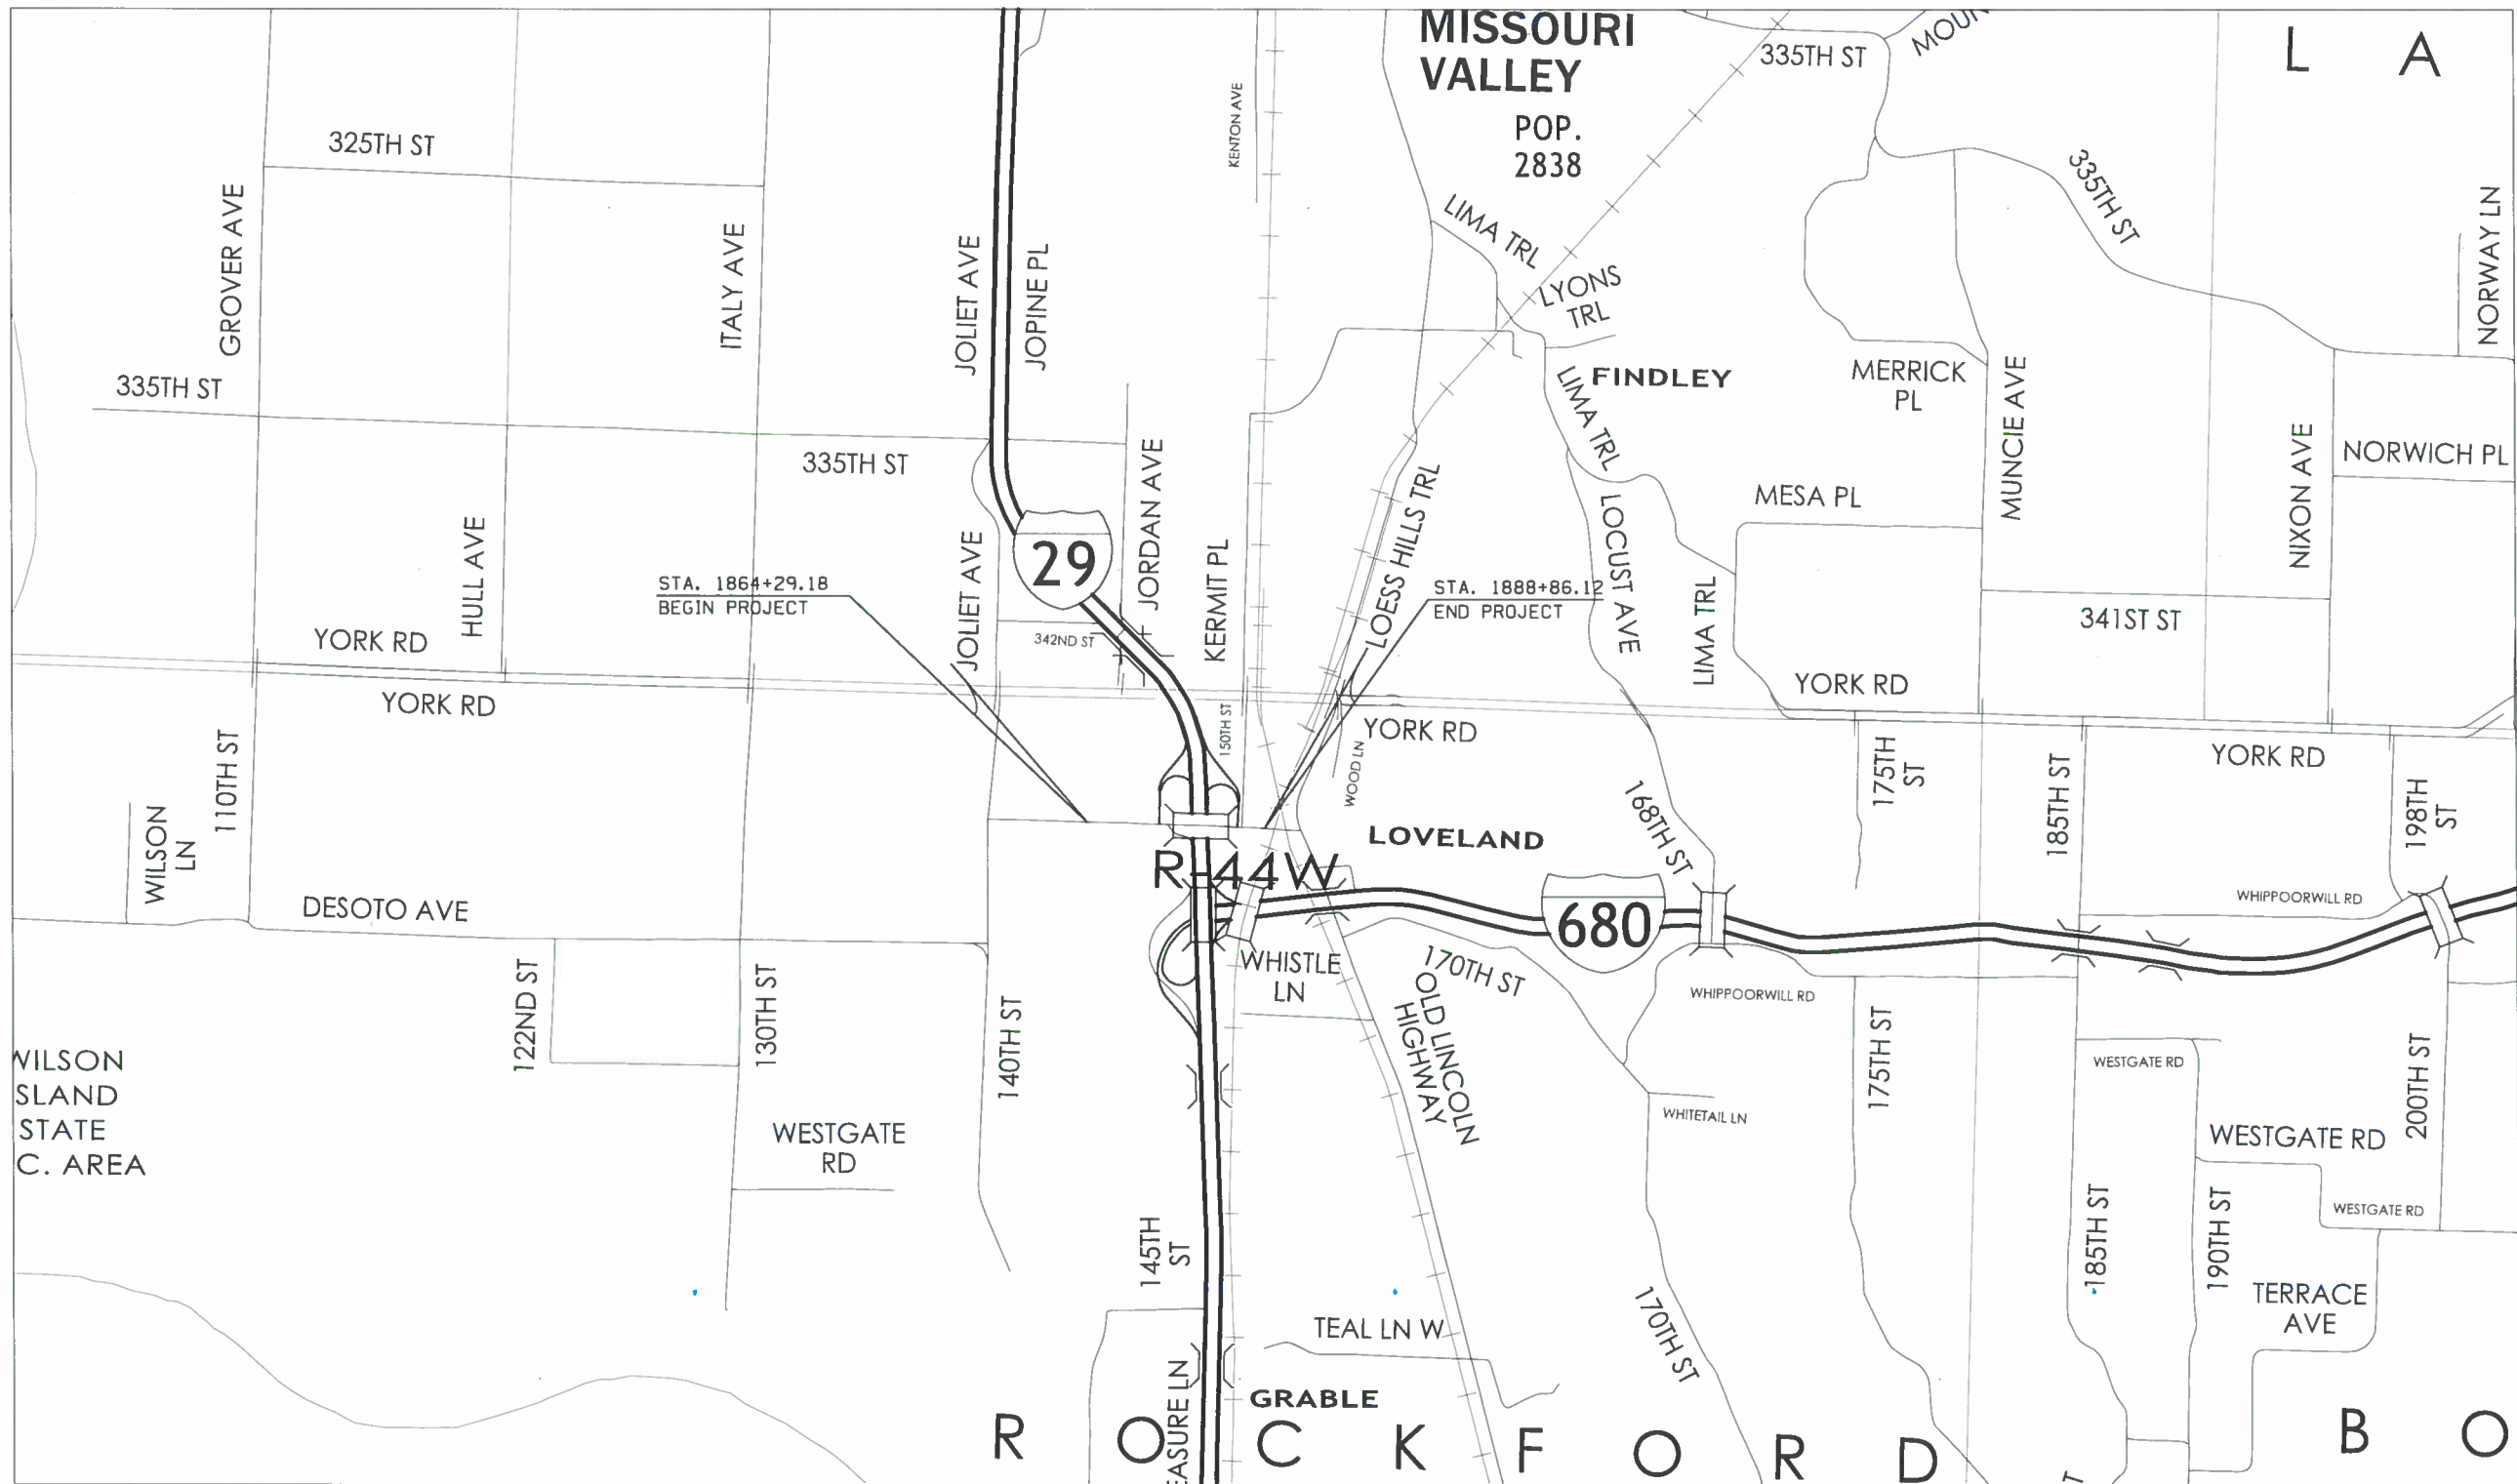 MISSOURI
VALLEY
POP.
2838
335TH ST
L A
325TH ST
KENTON AVE
GROVER AVE
ITALY AVE
JOLIET AVE
JOPINE PL
LIMA TRL
LYONS
TRL
335TH ST
NORWAY LN
335TH ST
335TH ST
FINDLEY
LIMA TRL
MERRICK
PL
MUNCIE AVE
NIXON AVE
NORWICH PL
HULL AVE
JOLIET AVE
29
JORDAN AVE
KERMIT PL
LOESS HILLS TRL
LOCUST AVE
MESA PL
LIMA TRL
341ST ST
STA. 1864+29.18
BEGIN PROJECT
STA. 1888+86.12
END PROJECT
342ND ST
YORK RD
YORK RD
YORK RD
YORK RD
YORK RD
110TH ST
WILSON
LN
150TH ST
WOOD LN
LOVELAND
168TH ST
175TH
ST
185TH ST
198TH
ST
R-44W
DESOTO AVE
680
WHIPPOORWILL RD
122ND ST
130TH ST
140TH ST
WHISTLE
LN
170TH ST
OLD LINCOLN
HIGHWAY
WHIPPOORWILL RD
175TH ST
WESTGATE RD
200TH ST
SLAND
STATE
C. AREA
WESTGATE
RD
WHITETAIL LN
WESTGATE RD
WESTGATE RD
145TH
ST
185TH ST
190TH ST
TERRACE
AVE
TEAL LN W
170TH ST
EASURE LN
GRABLE
R O C K F O R D
B O